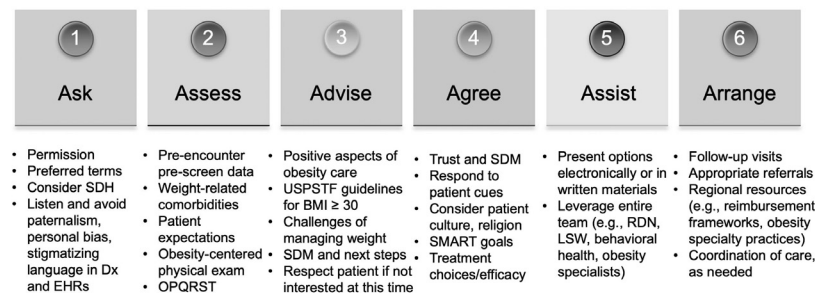 1
Ask
• Permission
• Preferred terms
• Consider SDH
• Listen and avoid
paternalism,
personal bias,
stigmatizing
language in Dx
and EHRs
2
Assess
• Pre-encounter
pre-screen data
• Weight-related
comorbidities
• Patient
expectations
• Obesity-centered
physical exam
• OPQRST
3
Advise
• Positive aspects of
obesity care
• USPSTF guidelines
for BMI ≥ 30
• Challenges of
managing weight
• SDM and next steps
• Respect patient if not
interested at this time
4
Agree
• Trust and SDM
• Respond to
patient cues
• Consider patient
culture, religion
• SMART goals
• Treatment
choices/efficacy
5
Assist
• Present options
electronically or in
written materials
• Leverage entire
team (e.g., RDN,
LSW, behavioral
health, obesity
specialists)
6
Arrange
• Follow-up visits
• Appropriate referrals
• Regional resources
(e.g., reimbursement
frameworks, obesity
specialty practices)
• Coordination of care,
as needed